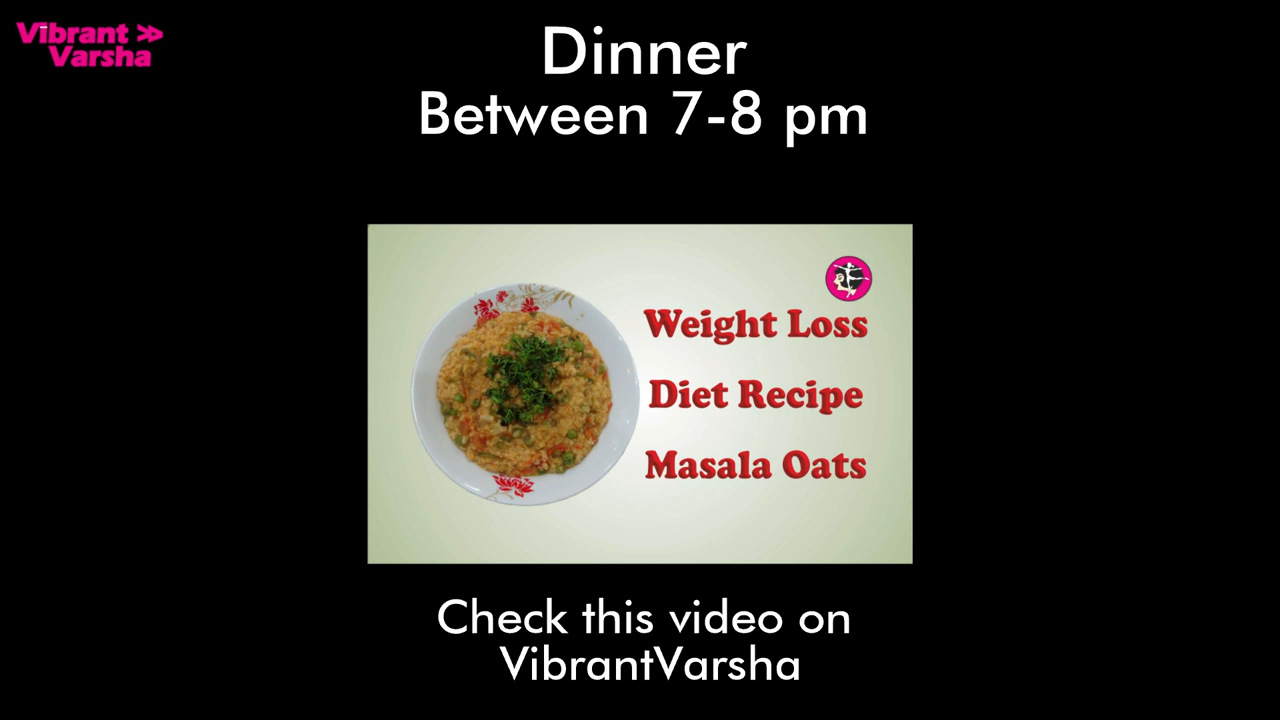 Vibrant
Varsha
Dinner
Between 7-8 pm
Weight Loss
Diet Recipe
Masala Oats
Check this video on
VibrantVarsha